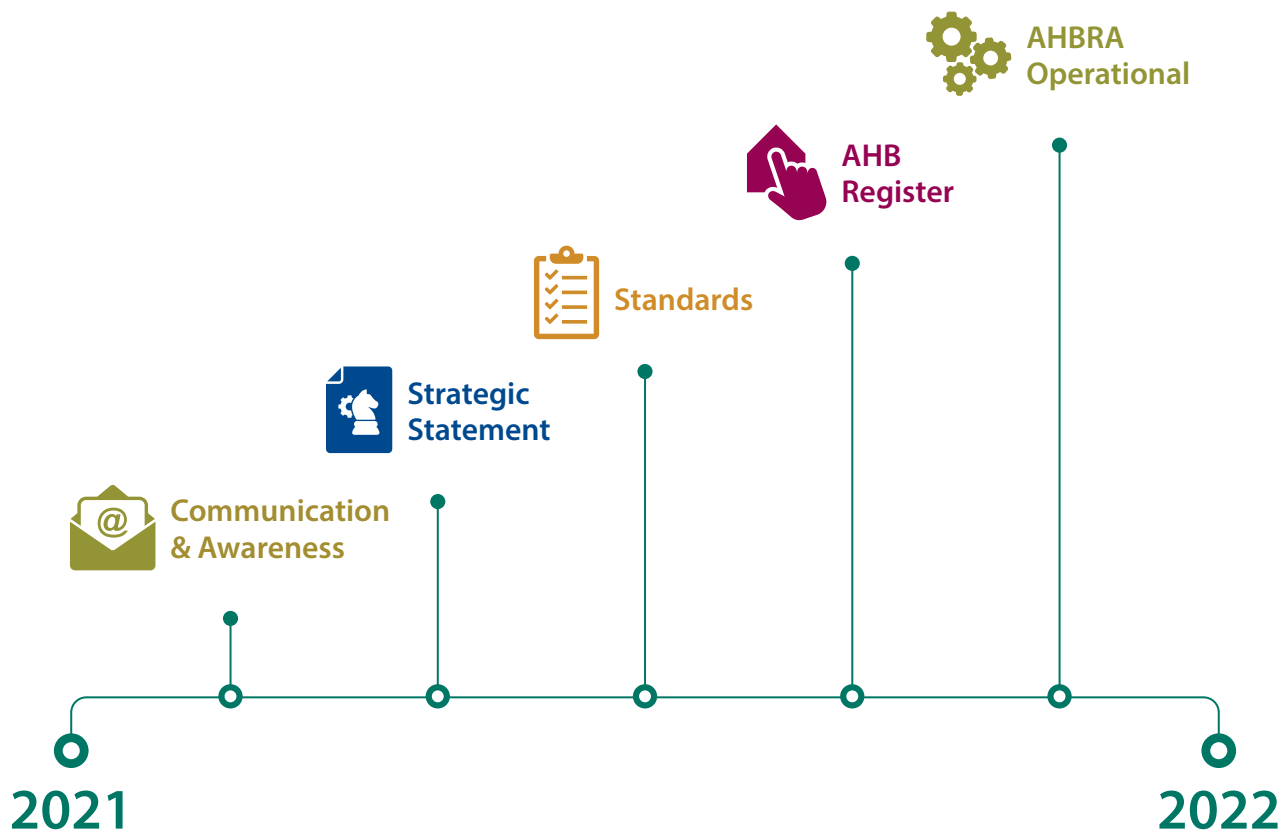 AHBRA
Operational
AHB
Register
Standards
Strategic
Statement
@
Communication
& Awareness
2021
2022